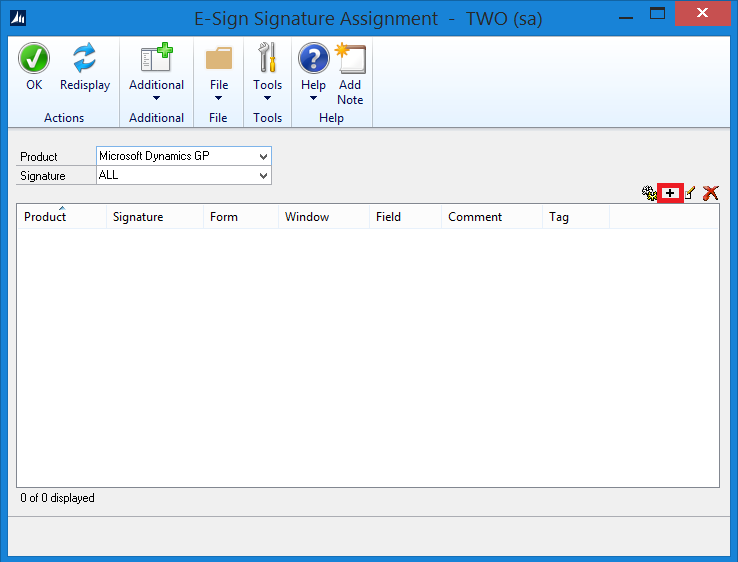 E-Sign Signature Assignment - TWO (sa)
OK Redisplay Additional File Tools Help Add Note
Actions Additional File Tools Help
Product Microsoft Dynamics GP
Signature ALL
Product Signature Form Window Field Comment Tag
0 of 0 displayed